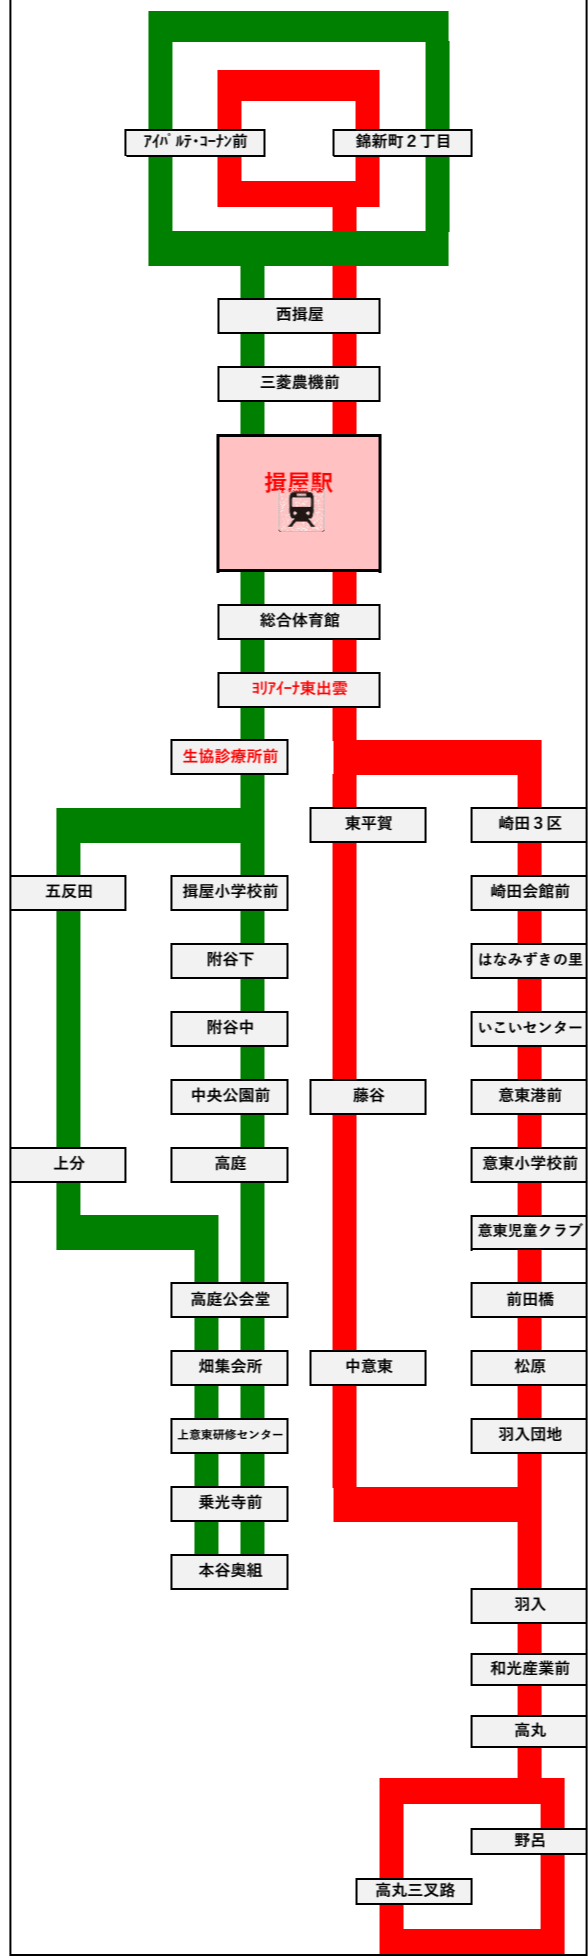 ｱｲﾊﾟﾙﾃ・ｺｰﾅﾝ前
錦新町２丁目
西揖屋
三菱農機前
揖屋駅
総合体育館
ﾖﾘｱｲｰﾅ東出雲
生協診療所前
東平賀
崎田３区
五反田
揖屋小学校前
崎田会館前
附谷下
はなみずきの里
附谷中
いこいセンター
中央公園前
藤谷
意東港前
上分
高庭
意東小学校前
意東児童クラブ
高庭公会堂
前田橋
畑集会所
中意東
松原
上意東研修センター
羽入団地
乗光寺前
本谷奥組
羽入
和光産業前
高丸
野呂
高丸三叉路